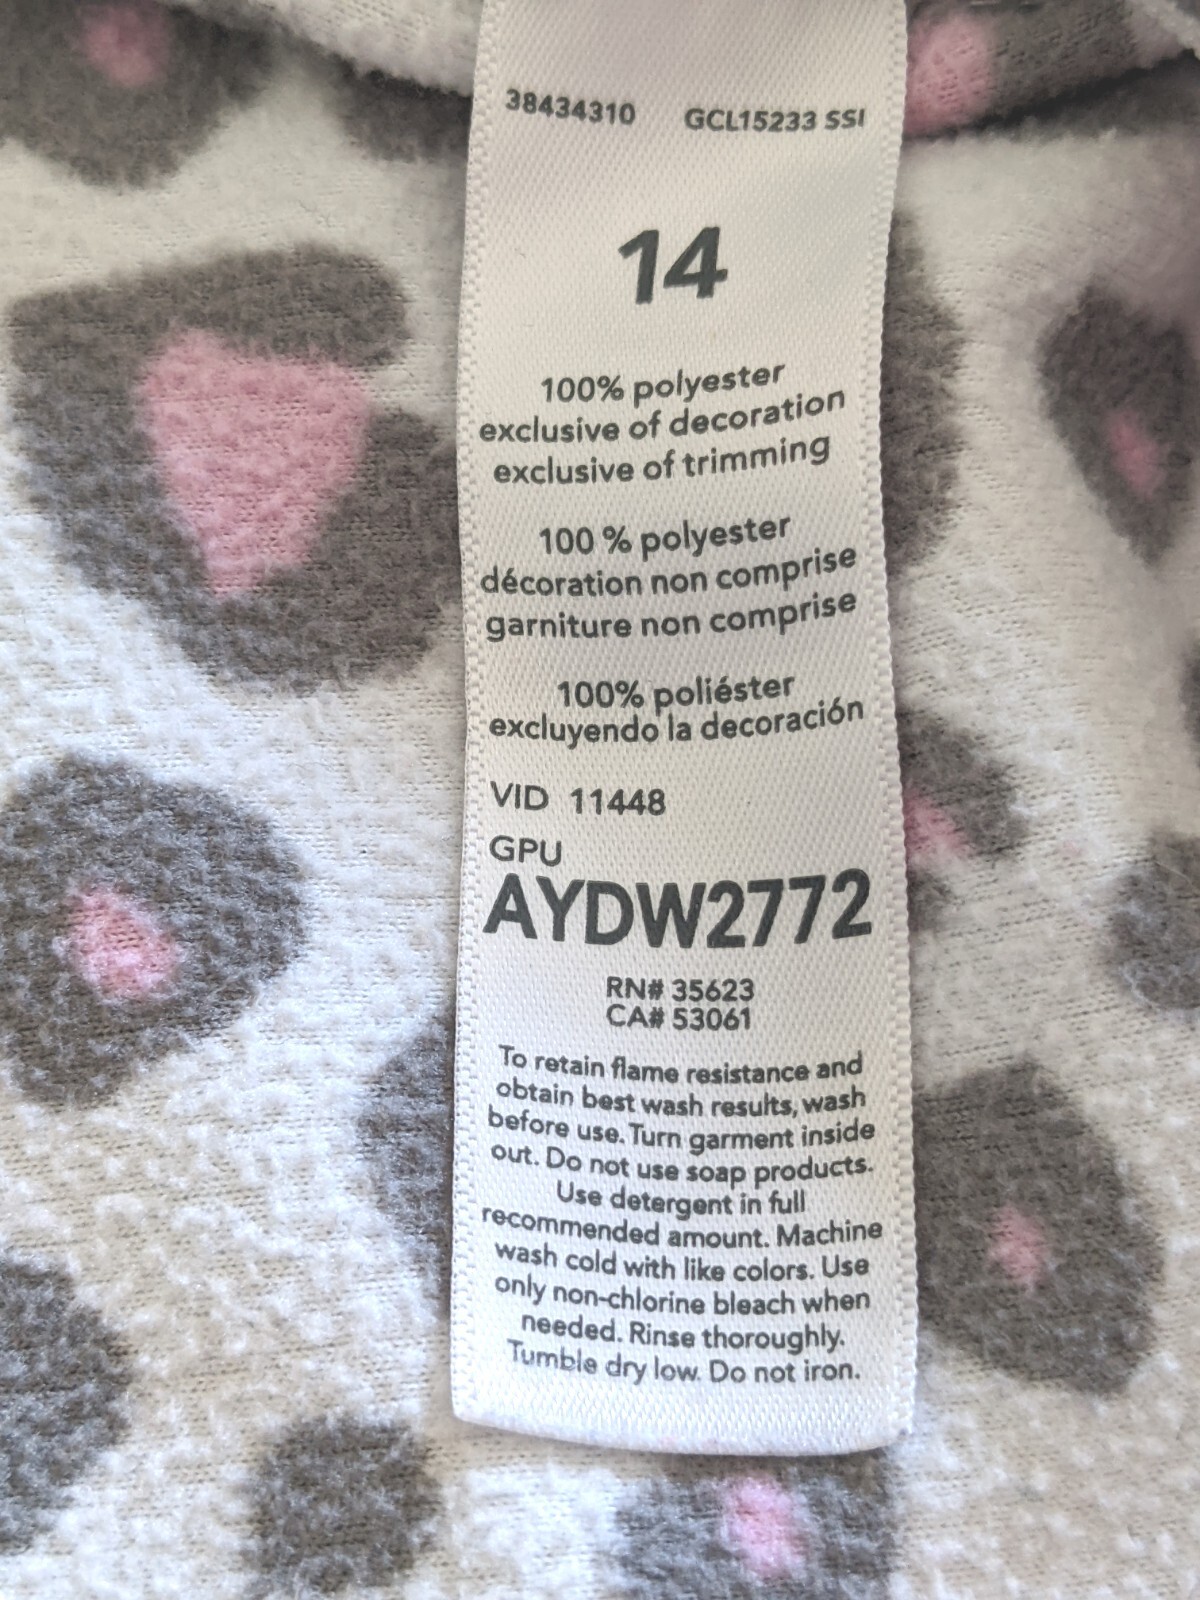 38434310 GCL15233 SSI
14
100% polyester
exclusive of decoration
exclusive of trimming
100 % polyester
décoration non comprise
garniture non comprise
100% poliéster
excluyendo la decoración
VID 11448
GPU
AYDW2772
RN# 35623
CA# 53061
To retain flame resistance and
obtain best wash results, wash
before use. Turn garment inside
out. Do not use soap products.
Use detergent in full
recommended amount. Machine
wash cold with like colors. Use
only non-chlorine bleach when
needed. Rinse thoroughly.
Tumble dry low. Do not iron.